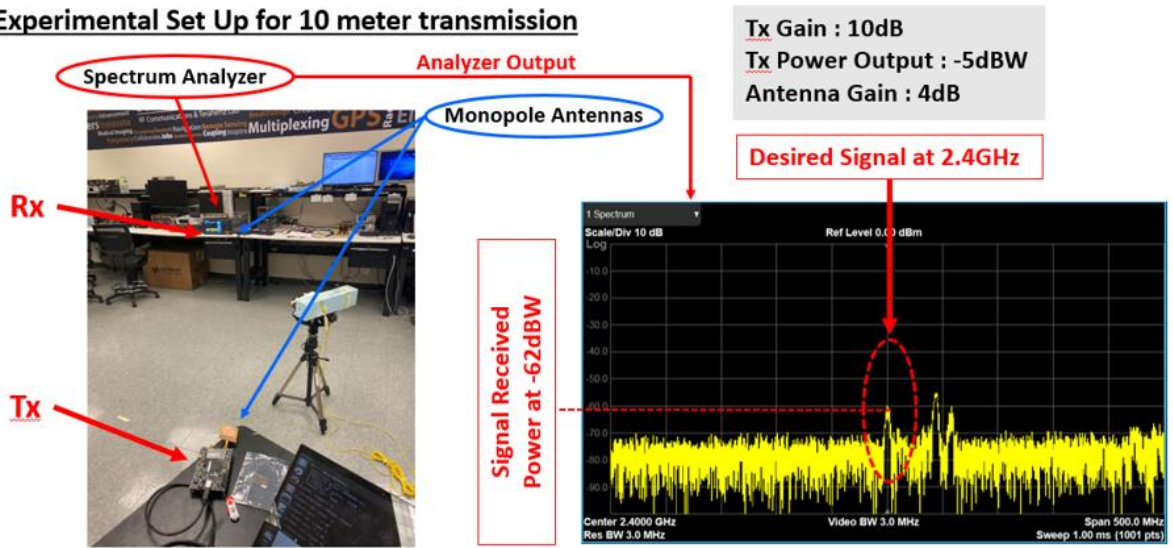 Experimental Set Up for 10 meter transmission
Tx Gain : 10dB
Tx Power Output : -5dBW
Antenna Gain : 4dB
Spectrum Analyzer
Analyzer Output
Monopole Antennas
Multiplexing GPS
Desired Signal at 2.4GHz
Rx
Tx
Signal Received
Power at -62dBW
1 Spectrum
Scale/Div 10 dB
Ref Level 0.00 dBm
Log
-10.0
-20.0
-30.0
-40.0
-50.0
-60.0
-70.0
-80.0
-90.0
Center 2.4000 GHz
Video BW 3.0 MHz
Span 500.0 MHz
Res BW 3.0 MHz
Sweep 1.00 ms (1001 pts)